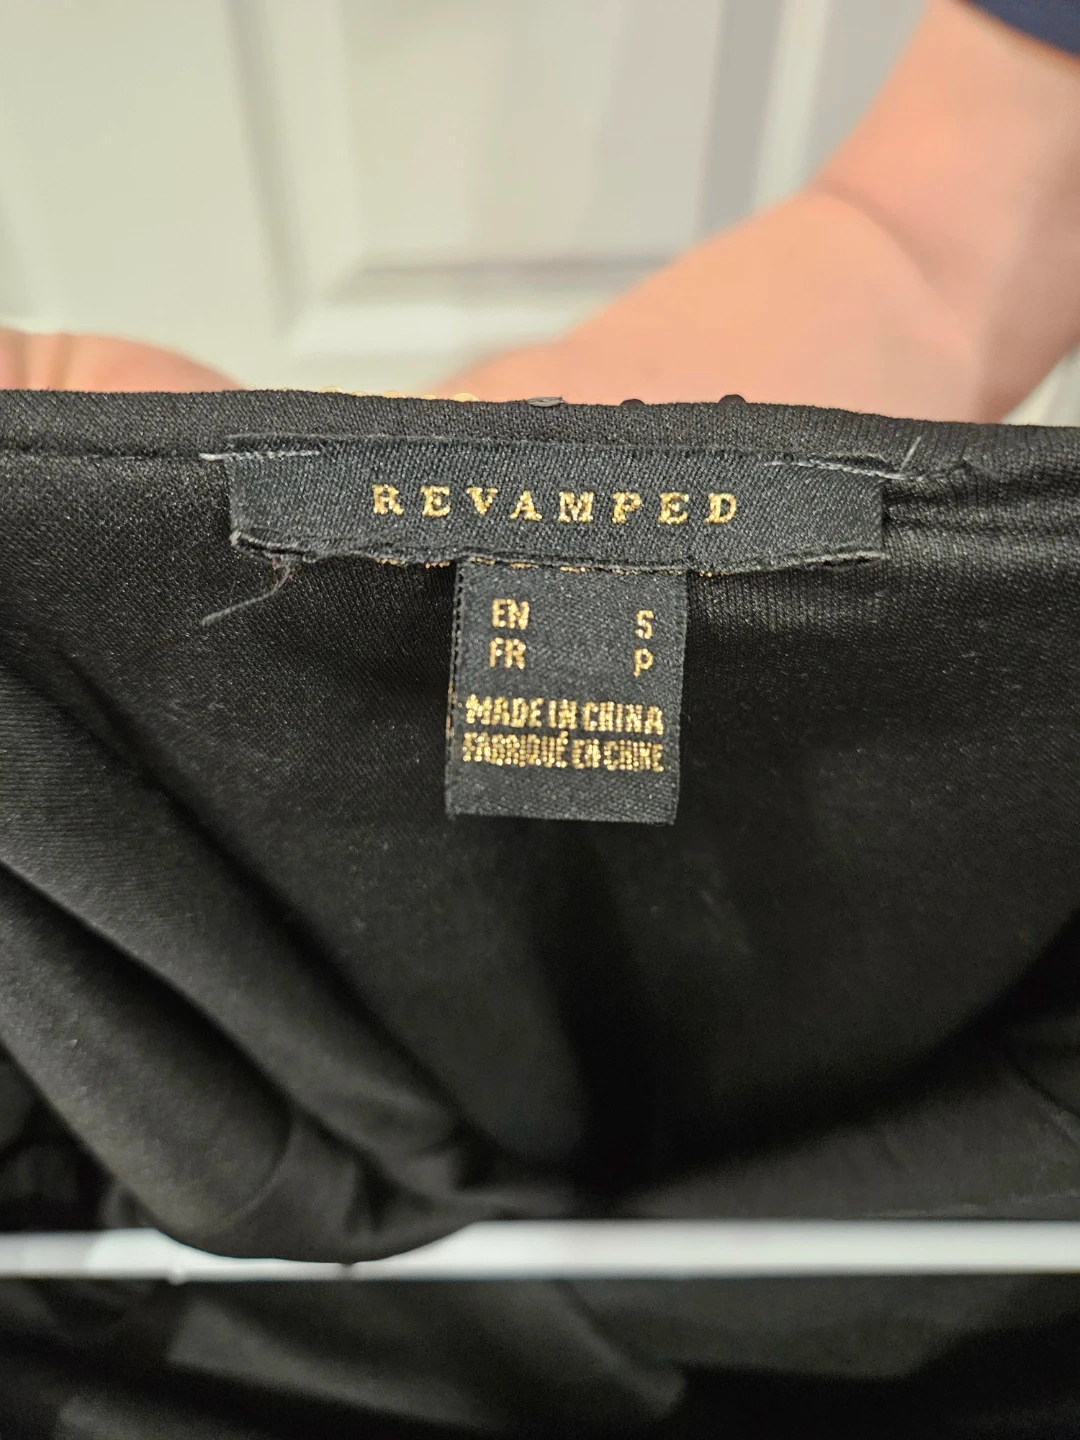 REVAMPED
EN S
FR P
MADE IN CHINA
FABRIQUÉ EN CHINE